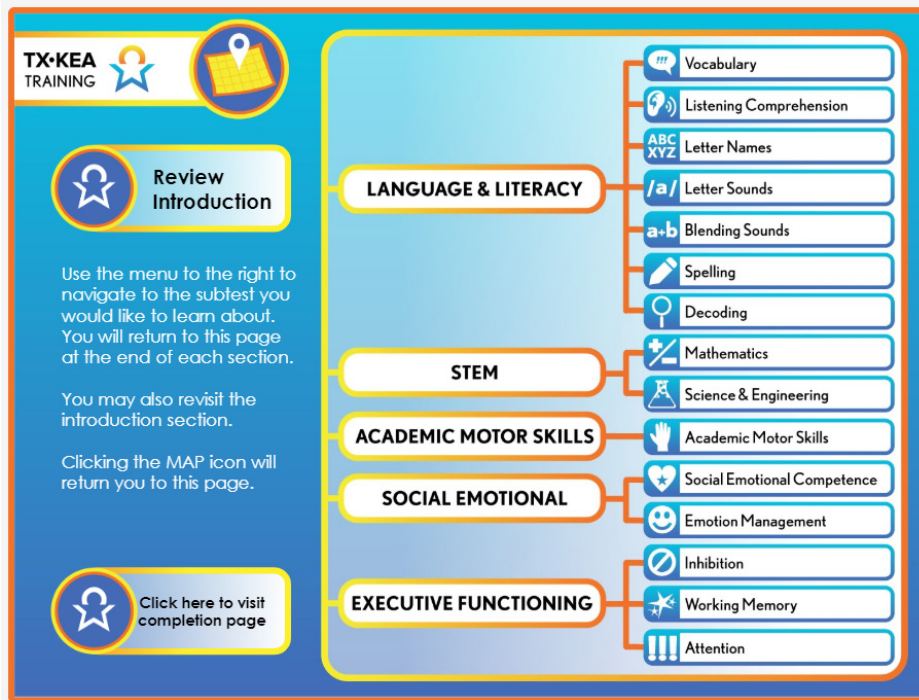 TX•KEA
TRAINING
Review
Introduction
Use the menu to the right to
navigate to the subtest you
would like to learn about.
You will return to this page
at the end of each section.
You may also revisit the
introduction section.
Clicking the MAP icon will
return you to this page.
Click here to visit
completion page
LANGUAGE & LITERACY
!!! Vocabulary
Listening Comprehension
ABC
XYZ
Letter Names
/a/ Letter Sounds
a+b Blending Sounds
Spelling
Decoding
STEM
+/- Mathematics
Science & Engineering
ACADEMIC MOTOR SKILLS
Academic Motor Skills
SOCIAL EMOTIONAL
Social Emotional Competence
Emotion Management
EXECUTIVE FUNCTIONING
Inhibition
Working Memory
!!! Attention